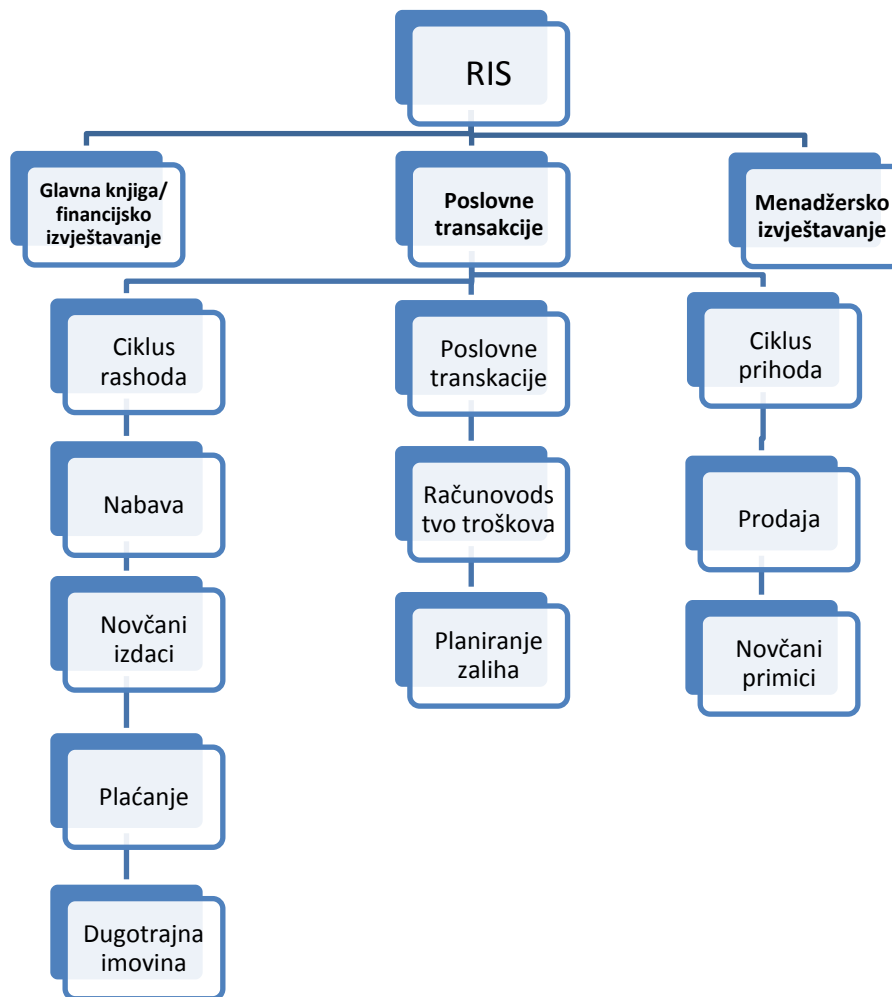 RIS
Glavna knjiga/
financijsko
izvještavanje
Poslovne
transakcije
Menadžersko
izvještavanje
Ciklus
rashoda
Poslovne
transkacije
Ciklus
prihoda
Nabava
Računovods
tvo troškova
Prodaja
Novčani
izdaci
Planiranje
zaliha
Novčani
primici
Plaćanje
Dugotrajna
imovina